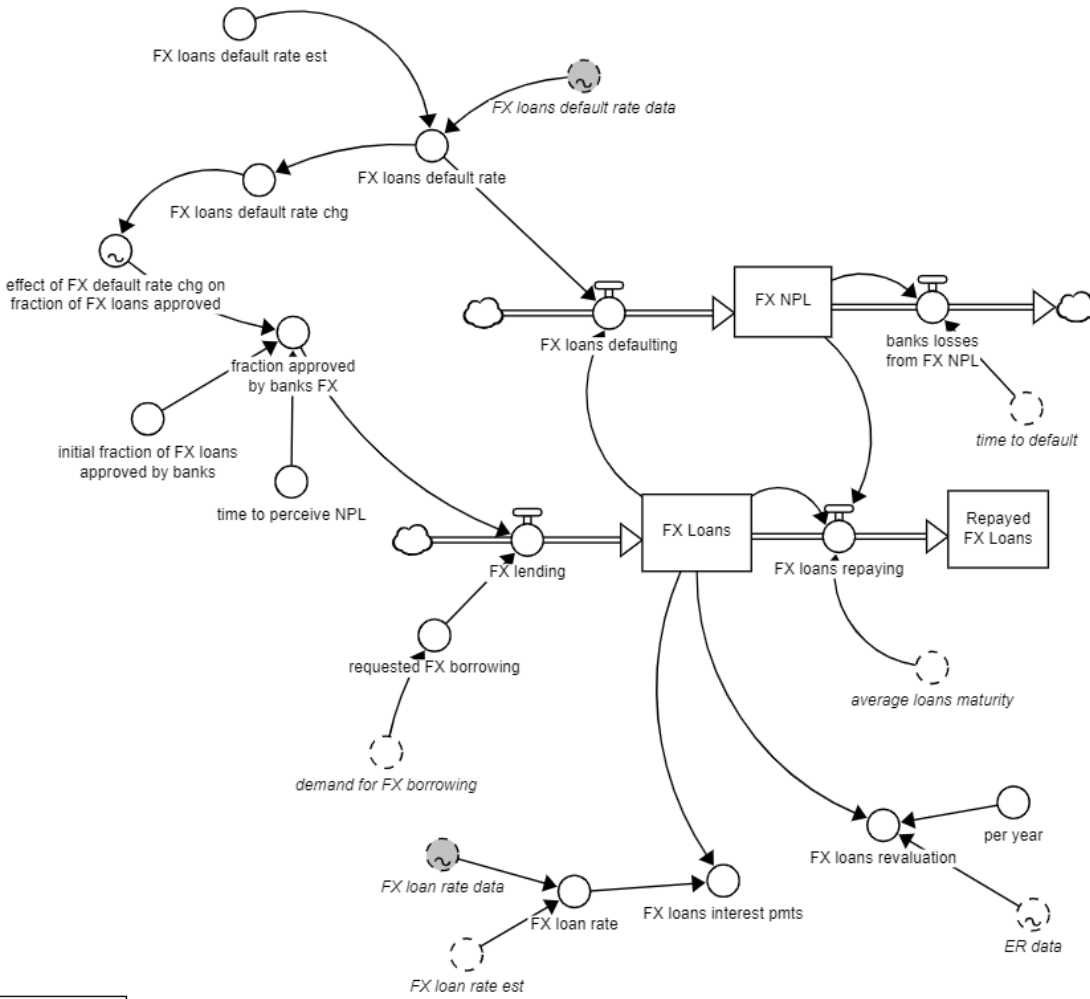 FX loans default rate est
FX loans default rate data
FX loans default rate
FX loans default rate chg
effect of FX default rate chg on
fraction of FX loans approved
FX NPL
FX loans defaulting
banks losses
from FX NPL
fraction approved
by banks FX
time to default
initial fraction of FX loans
approved by banks
time to perceive NPL
FX Loans
Repayed
FX Loans
FX lending
FX loans repaying
requested FX borrowing
average loans maturity
demand for FX borrowing
per year
FX loans revaluation
FX loan rate data
FX loans interest pmts
FX loan rate
ER data
FX loan rate est